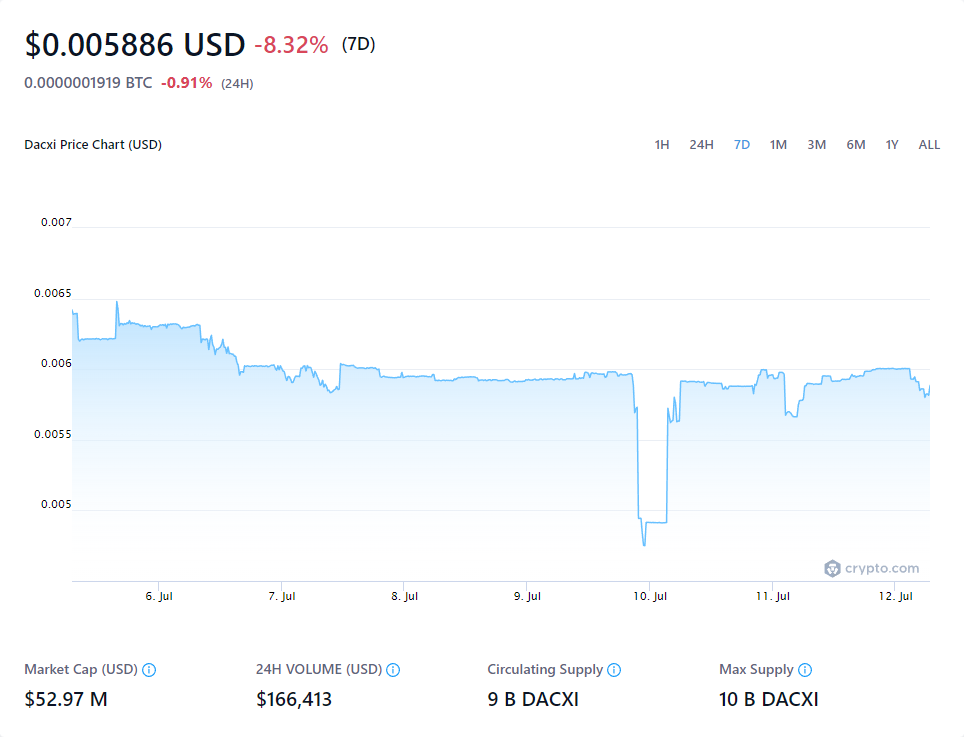 $0.005886 USD -8.32% (7D)
0.0000001919 BTC -0.91% (24H)
Dacxi Price Chart (USD) 1H 24H 7D 1M 3M 6M 1Y ALL
0.007
0.0065
0.006
0.0055
0.005
crypto.com
6. Jul 7. Jul 8. Jul 9. Jul 10. Jul 11. Jul 12. Jul
Market Cap (USD) 24H VOLUME (USD) Circulating Supply Max Supply
$52.97 M $166,413 9 B DACXI 10 B DACXI